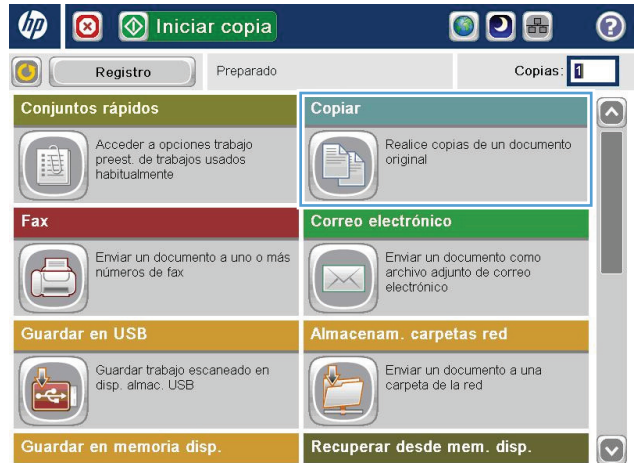 hp Iniciar copia ?
Registro Preparado Copias: 1
Conjuntos rápidos
Acceder a opciones trabajo
preest. de trabajos usados
habitualmente
Copiar
Realice copias de un documento
original
Fax
Enviar un documento a uno o más
números de fax
Correo electrónico
Enviar un documento como
archivo adjunto de correo
electrónico
Guardar en USB
Guardar trabajo escaneado en
disp. almac. USB
Almacenam. carpetas red
Enviar un documento a una
carpeta de la red
Guardar en memoria disp.
Recuperar desde mem. disp.